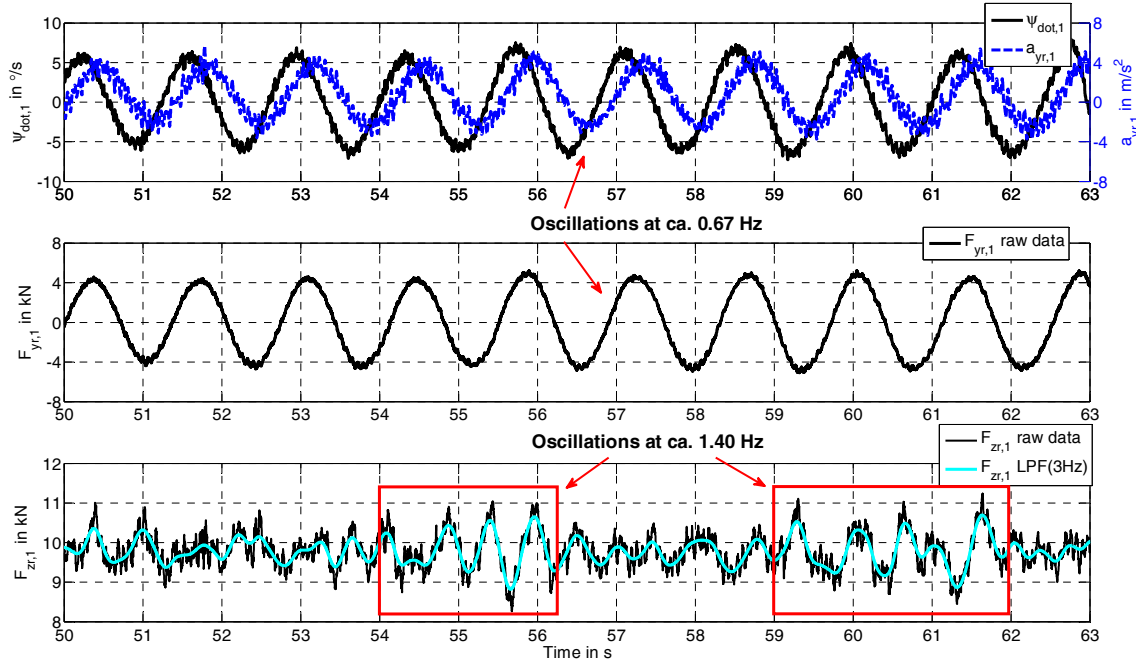 10
5
0
-5
-10
ψdot,1 in °/s
ψdot,1
ayr,1
8
4
0
-4
-8
ayr,1 in m/s²
50 51 52 53 54 55 56 57 58 59 60 61 62 63
Oscillations at ca. 0.67 Hz
8
4
0
-4
-8
Fyr,1 in kN
Fyr,1 raw data
50 51 52 53 54 55 56 57 58 59 60 61 62 63
Oscillations at ca. 1.40 Hz
12
11
10
9
8
Fzr,1 in kN
Fzr,1 raw data
Fzr,1 LPF(3Hz)
50 51 52 53 54 55 56 57 58 59 60 61 62 63
Time in s